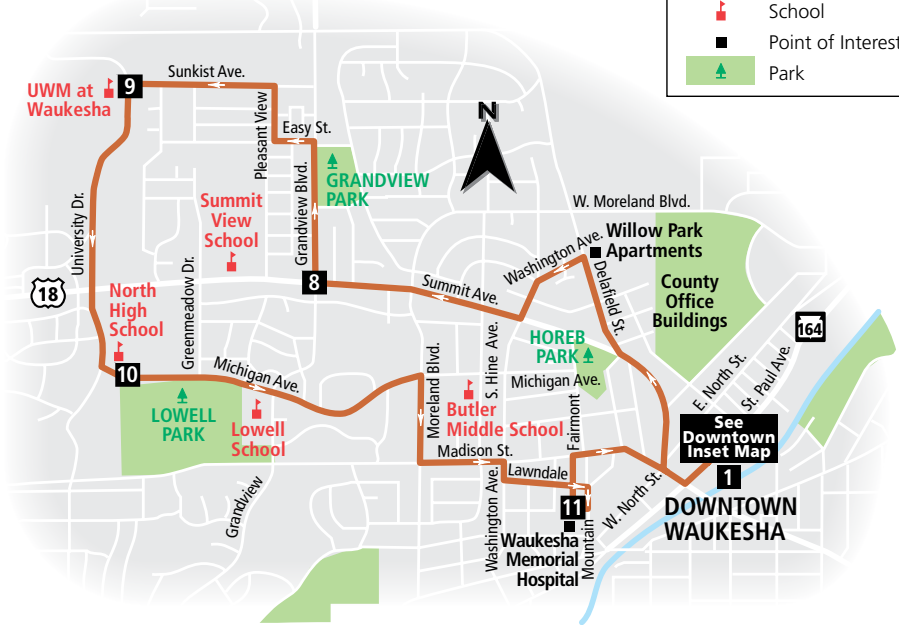 School
Point of Interest
Park
Sunkist Ave.
9
UWM at
Waukesha
Pleasant View
Easy St.
N
GRANDVIEW
PARK
Grandview Blvd.
Summit
View
School
University Dr.
W. Moreland Blvd.
Willow Park
Apartments
Washington Ave.
Delafield St.
County
Office
Buildings
18
8
Summit Ave.
North
High
School
Greenmeadow Dr.
164
HOREB
PARK
S. Hine Ave.
Moreland Blvd.
E. North St.
St. Paul Ave.
10
Michigan Ave.
Michigan Ave.
LOWELL
PARK
Lowell
School
Butler
Middle School
Fairmont
See
Downtown
Inset Map
Madison St.
Lawndale
1
Grandview
Washington Ave.
11
W. North St.
DOWNTOWN
WAUKESHA
Mountain
Waukesha
Memorial
Hospital